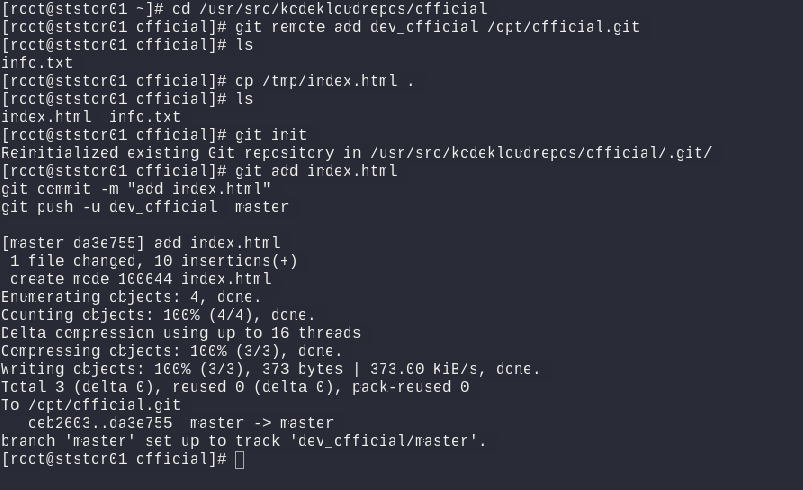 [root@ststor01 ~]# cd /usr/src/kodekloudrepos/official
[root@ststor01 official]# git remote add dev_official /opt/official.git
[root@ststor01 official]# ls
info.txt
[root@ststor01 official]# cp /tmp/index.html .
[root@ststor01 official]# ls
index.html  info.txt
[root@ststor01 official]# git init
Reinitialized existing Git repository in /usr/src/kodekloudrepos/official/.git/
[root@ststor01 official]# git add index.html
git commit -m "add index.html"
git push -u dev_official  master
[master da3e755] add index.html
 1 file changed, 10 insertions(+)
 create mode 100644 index.html
Enumerating objects: 4, done.
Counting objects: 100% (4/4), done.
Delta compression using up to 16 threads
Compressing objects: 100% (3/3), done.
Writing objects: 100% (3/3), 373 bytes | 373.00 KiB/s, done.
Total 3 (delta 0), reused 0 (delta 0), pack-reused 0
To /opt/official.git
   ceb2603..da3e755  master -> master
branch 'master' set up to track 'dev_official/master'.
[root@ststor01 official]#